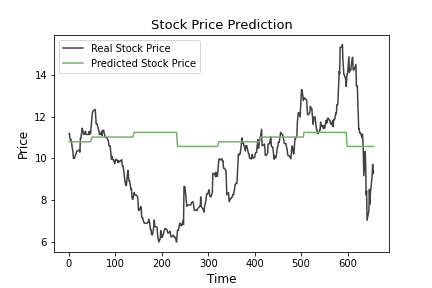 Stock Price Prediction
Real Stock Price
Predicted Stock Price
Price
14
12
10
8
6
0 100 200 300 400 500 600
Time